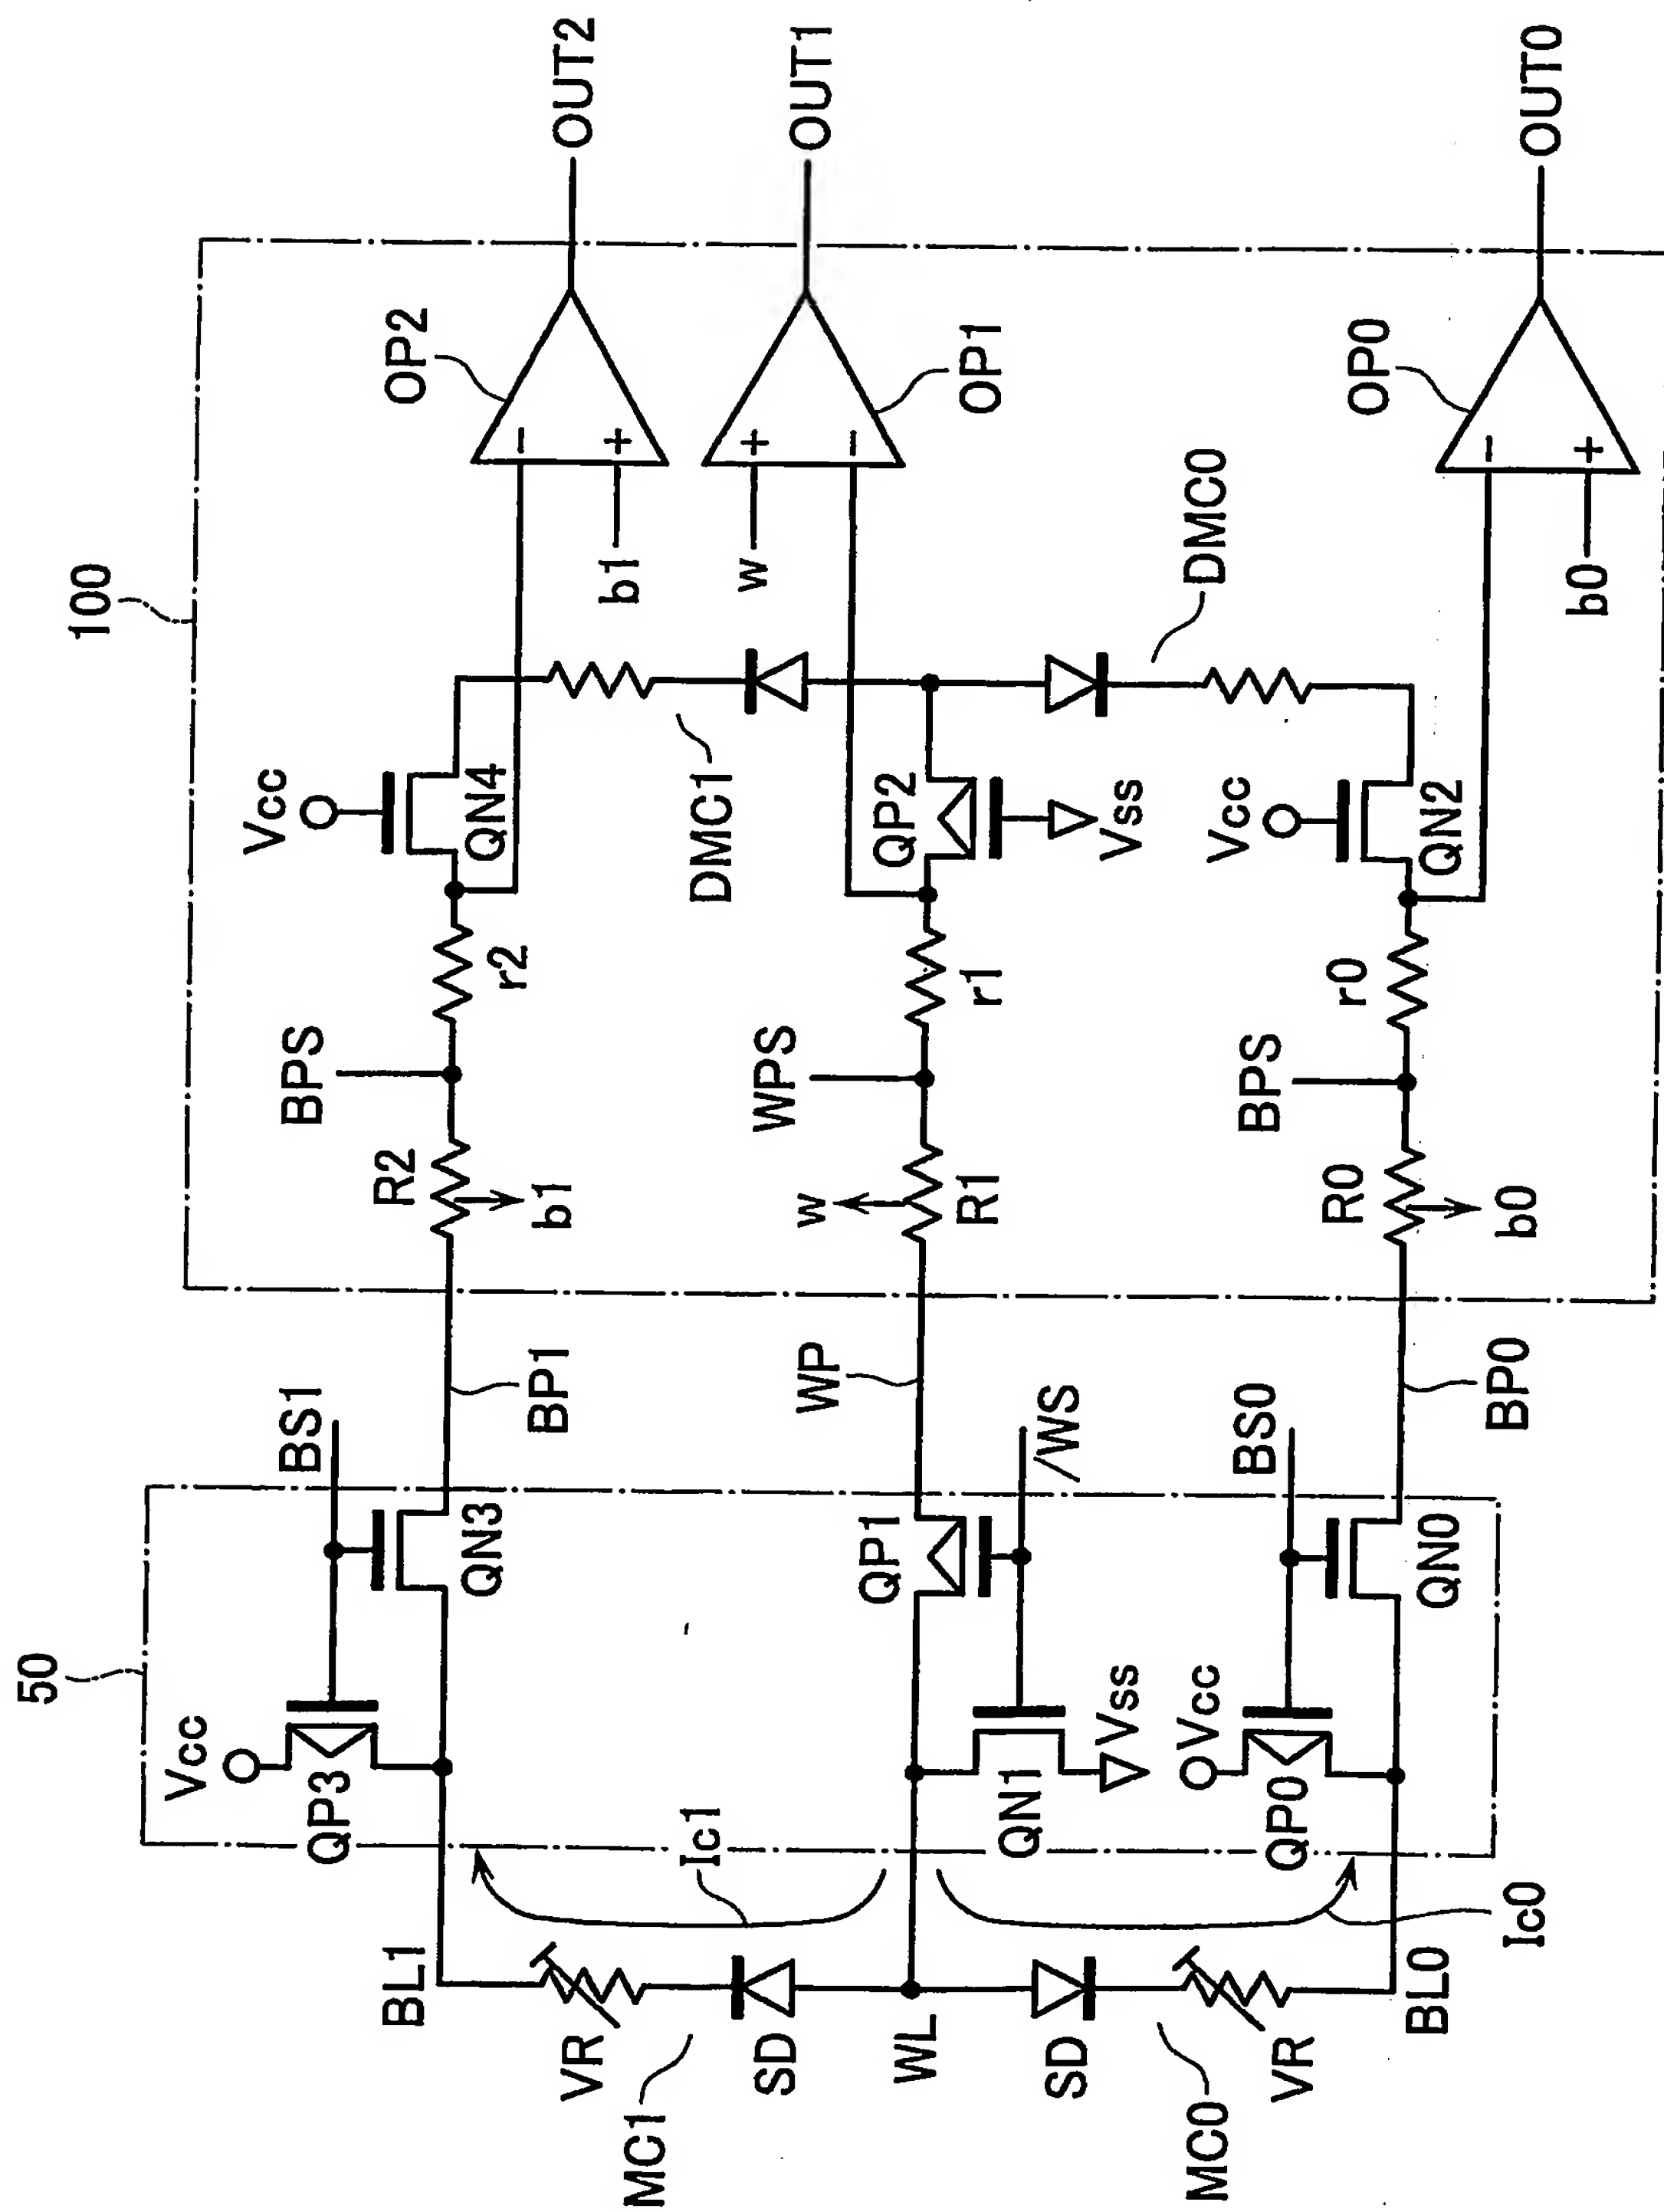 OUT2
OUT1
OUT0
100
OP2
OP1
OP0
-
+
+
-
-
+
b1
w
b0
DMC0
Vcc
QN4
DMC1
QP2
Vss
Vcc
QN2
r2
r1
r0
BPS
WPS
BPS
R2
b1
w
R1
R0
b0
BS1
BP1
WP
/WS
BS0
BP0
50
Vcc
QP3
QN3
QP1
QN1
Vss
Vcc
QP0
QN0
Ic1
Ic0
BL1
VR
MC1
SD
WL
SD
MC0
VR
BL0